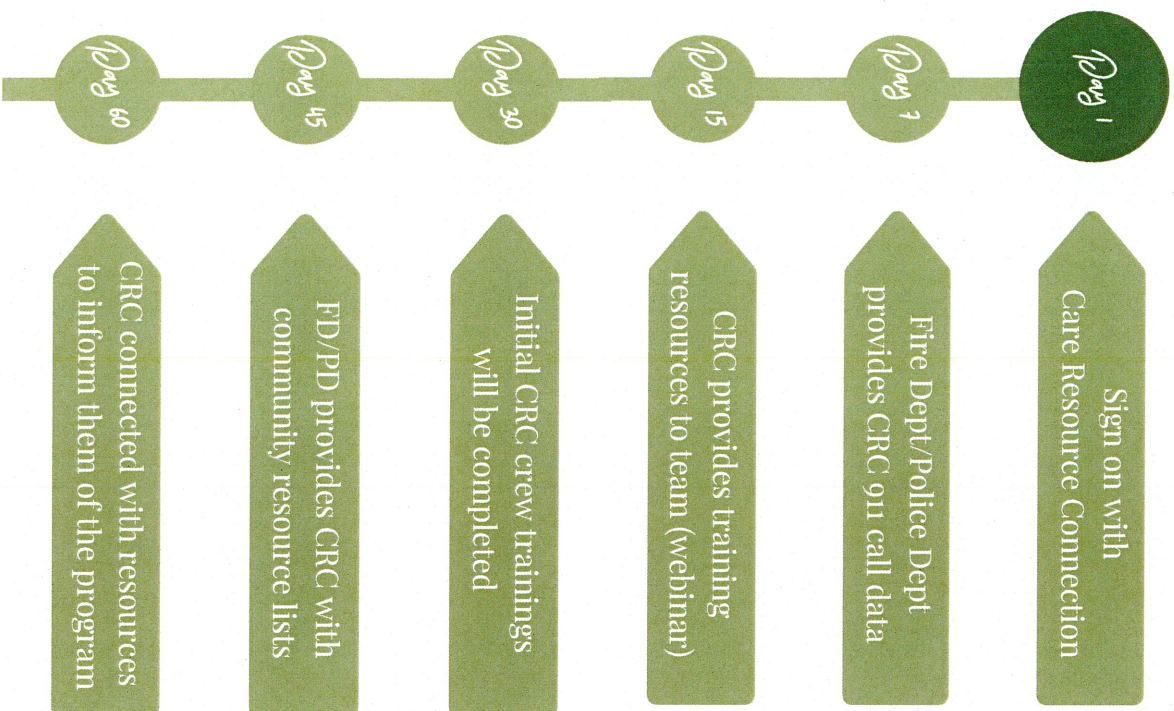 Day 1
Sign on with
Care Resource Connection
Day 7
Fire Dept/Police Dept
provides CRC 911 call data
Day 15
CRC provides training
resources to team (webinar)
Day 30
Initial CRC crew trainings
will be completed
Day 45
FD/PD provides CRC with
community resource lists
Day 60
CRC connected with resources
to inform them of the program